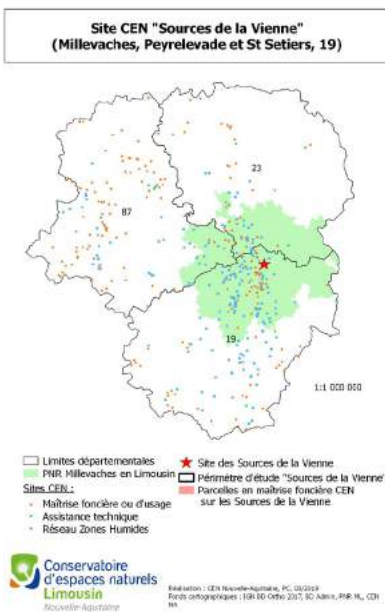 Site CEN "Sources de la Vienne"
(Millevaches, Peyrelevade et St Setiers, 19)
23
87
19
1:1 000 000
Limites départementales
PNR Millevaches en Limousin
Sites CEN :
Maîtrise foncière ou d'usage
Assistance technique
Réseau Zones Humides
Site des Sources de la Vienne
Périmètre d'étude "Sources de la Vienne"
Parcelles en maîtrise foncière CEN
sur les Sources de la Vienne
Conservatoire
d'espaces naturels
Limousin
Nouvelle-Aquitaine
Réalisation : CEN Nouvelle-Aquitaine, PC, 03/2019
Fonds cartographiques : IGN BD Ortho 2017, BD Admin, PNR ML, CEN
NA